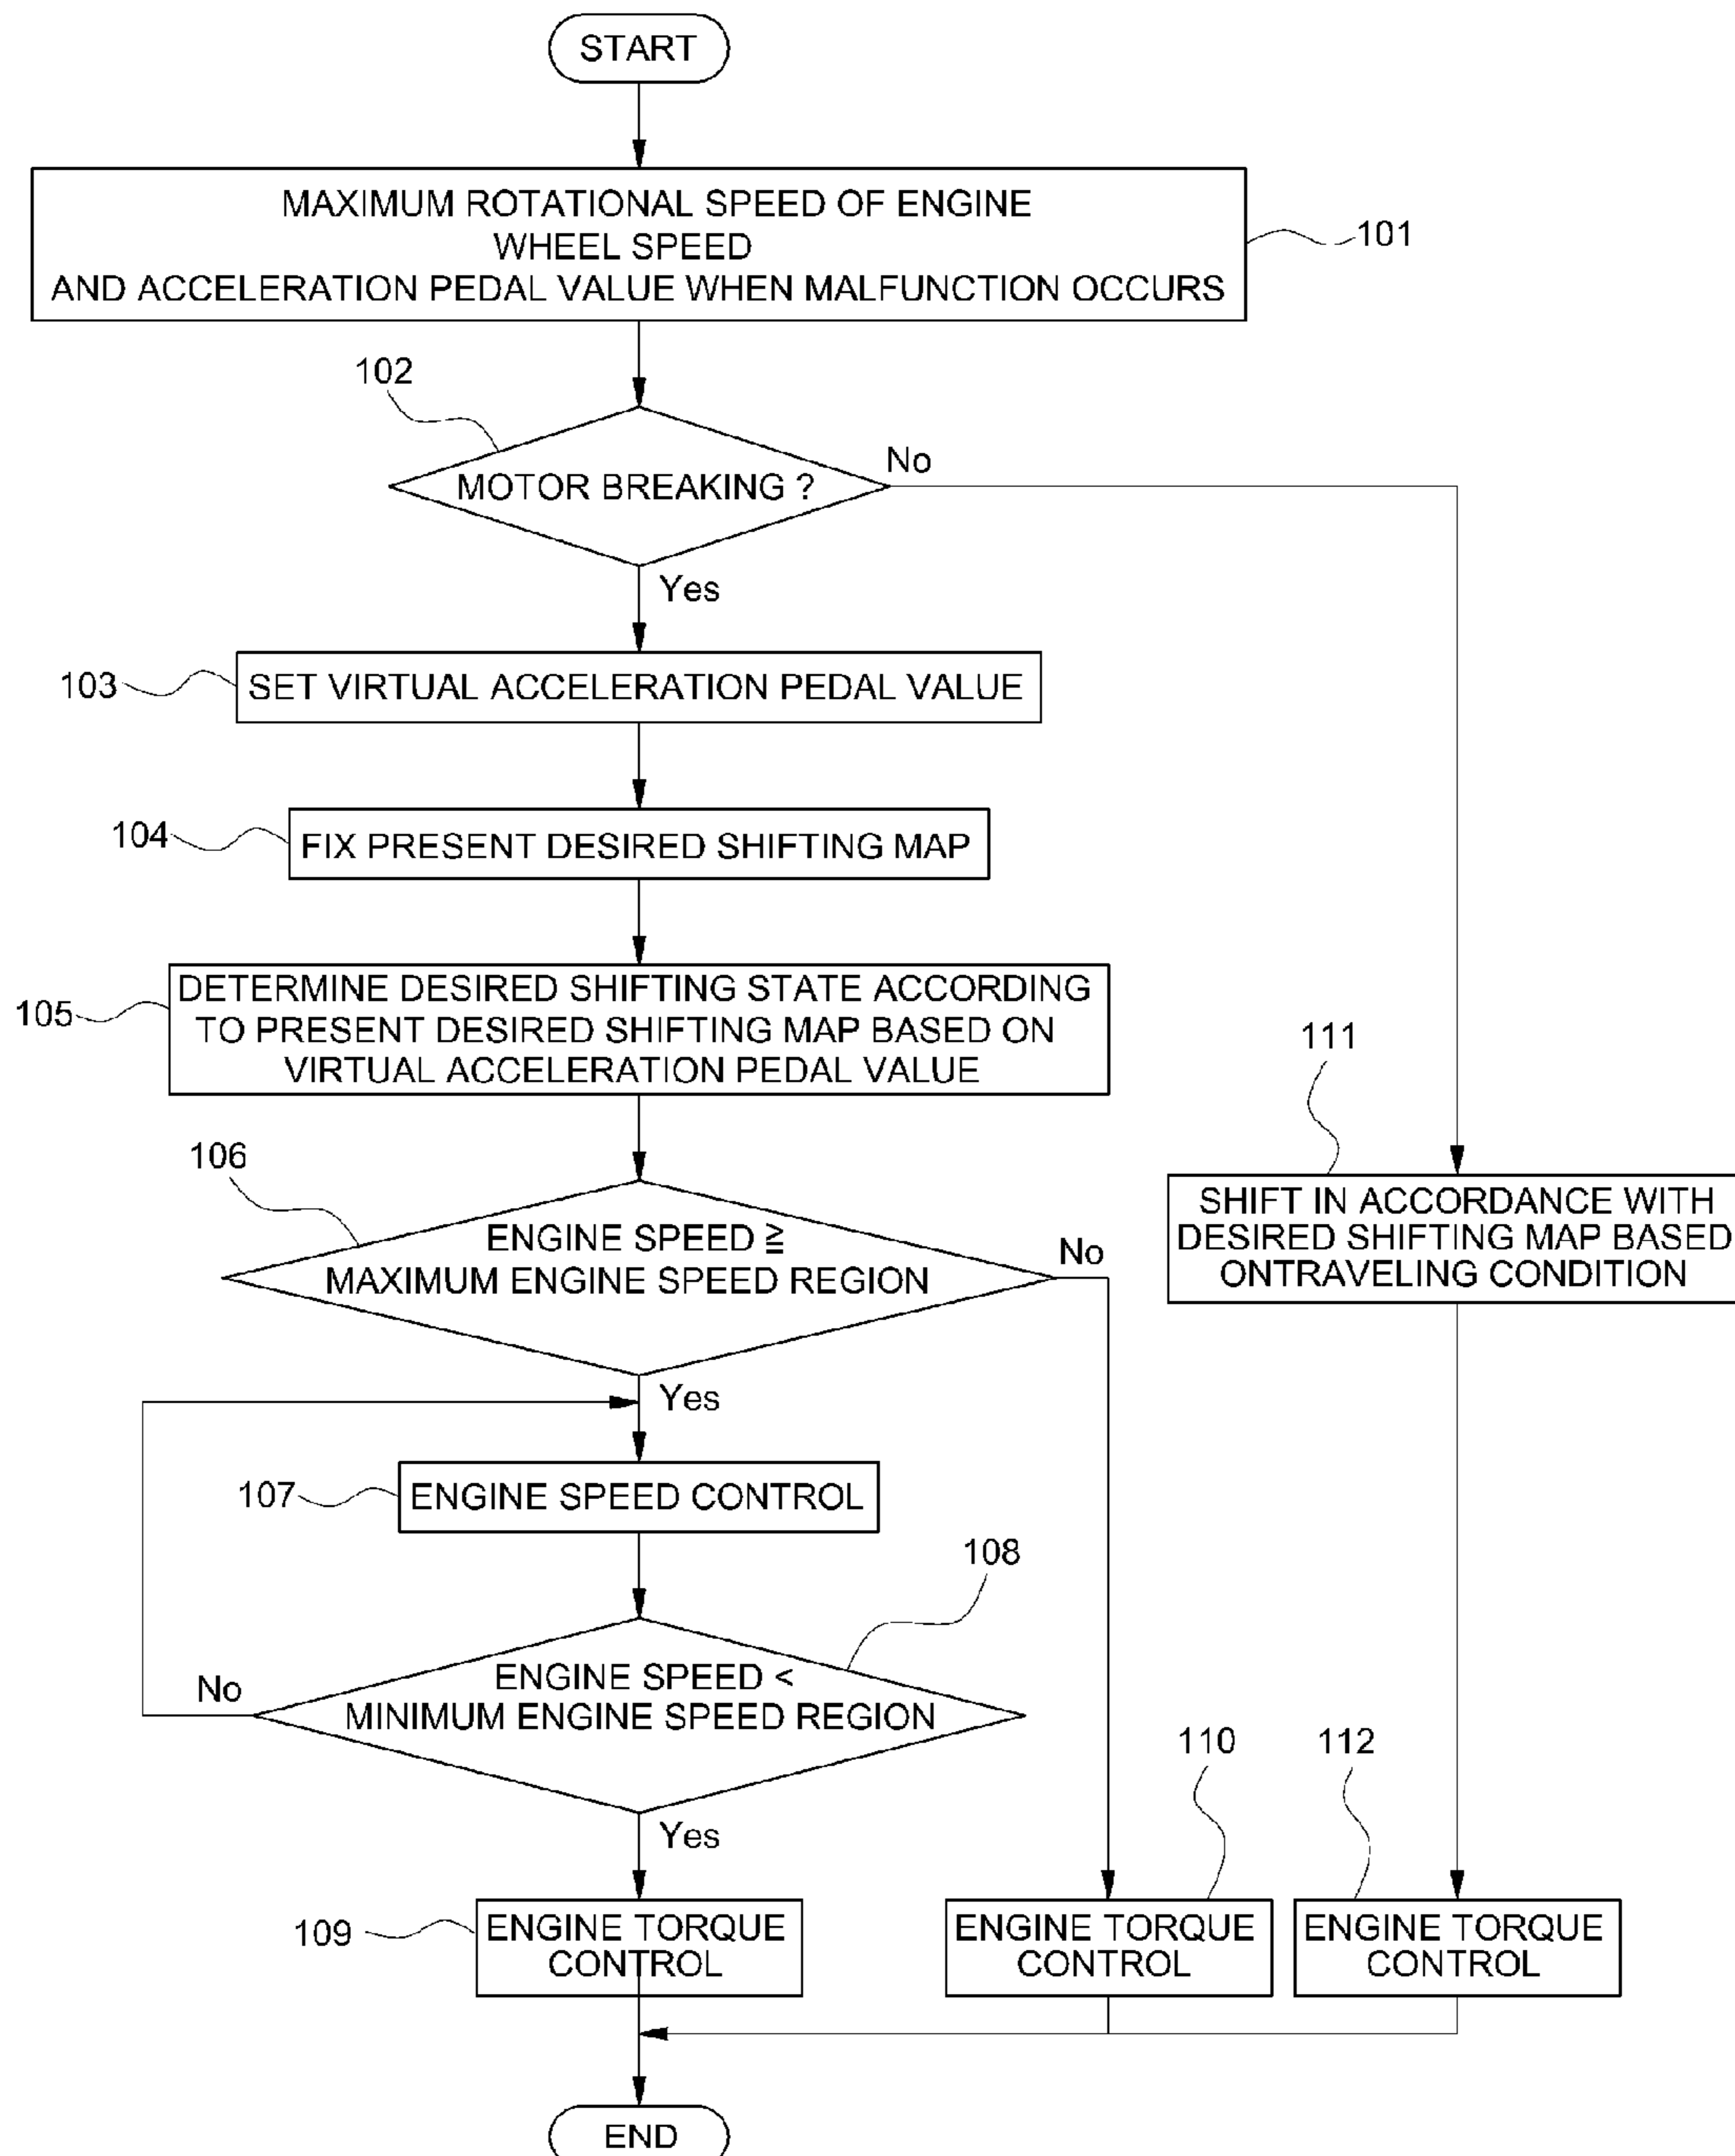 START
MAXIMUM ROTATIONAL SPEED OF ENGINE
WHEEL SPEED
AND ACCELERATION PEDAL VALUE WHEN MALFUNCTION OCCURS
101
102
MOTOR BREAKING ?
No
Yes
103
SET VIRTUAL ACCELERATION PEDAL VALUE
104
FIX PRESENT DESIRED SHIFTING MAP
105
DETERMINE DESIRED SHIFTING STATE ACCORDING
TO PRESENT DESIRED SHIFTING MAP BASED ON
VIRTUAL ACCELERATION PEDAL VALUE
106
ENGINE SPEED ≧
MAXIMUM ENGINE SPEED REGION
No
Yes
111
SHIFT IN ACCORDANCE WITH
DESIRED SHIFTING MAP BASED
ONTRAVELING CONDITION
107
ENGINE SPEED CONTROL
108
ENGINE SPEED <
MINIMUM ENGINE SPEED REGION
No
Yes
109
ENGINE TORQUE
CONTROL
110
ENGINE TORQUE
CONTROL
112
ENGINE TORQUE
CONTROL
END